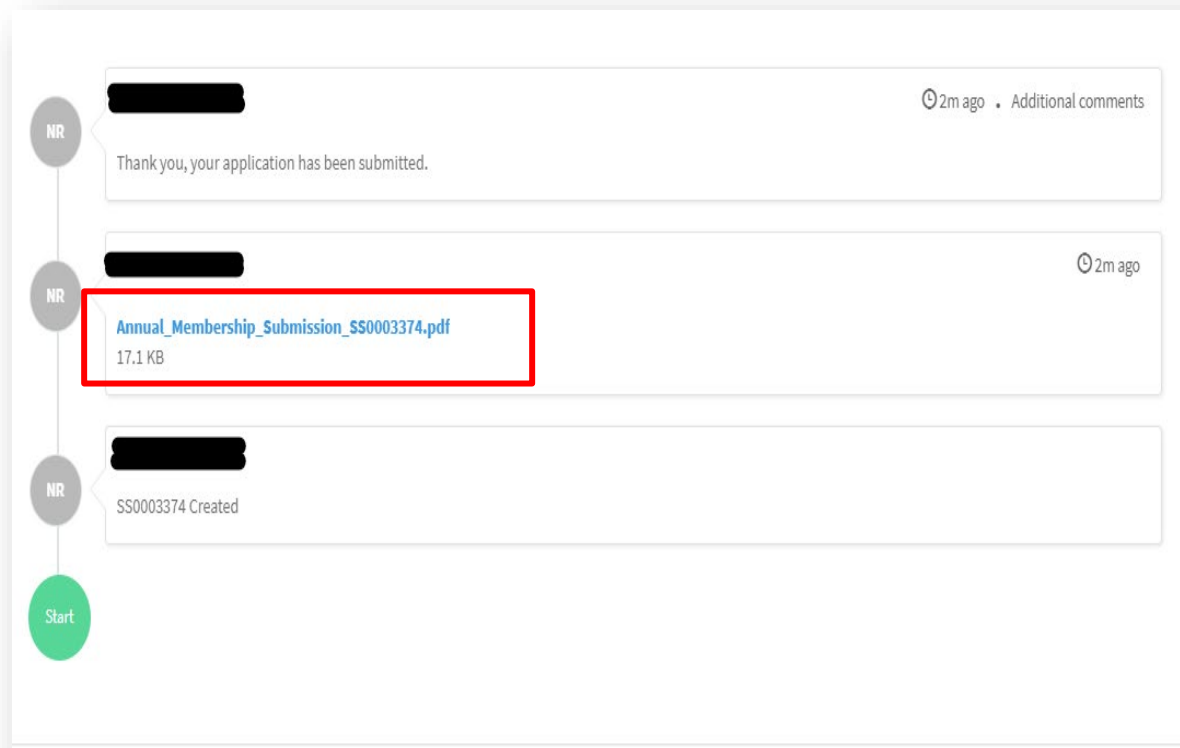 NR
2m ago . Additional comments
Thank you, your application has been submitted.
NR
2m ago
Annual_Membership_Submission_SS0003374.pdf
17.1 KB
NR
SS0003374 Created
Start